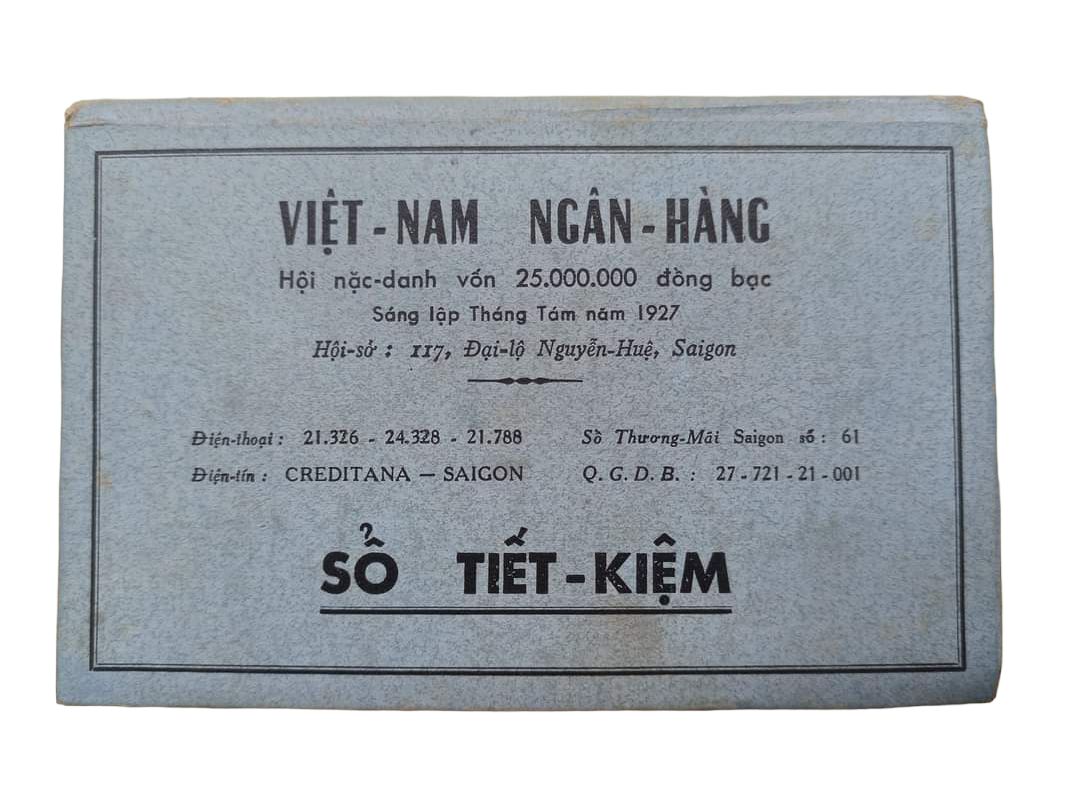 VIỆT-NAM NGÂN-HÀNG
Hội nặc-danh vốn 25.000.000 đồng bạc
Sáng lập Tháng Tám năm 1927
Hội-sở : 117, Đại-lộ Nguyễn-Huệ, Saigon
Điện-thoại : 21.326 - 24.328 - 21.788 Sồ Thương-Mãi Saigon số : 61
Điện-tín : CREDITANA — SAIGON Q. G. D. B. : 27-721-21-001
SỔ TIẾT-KIỆM